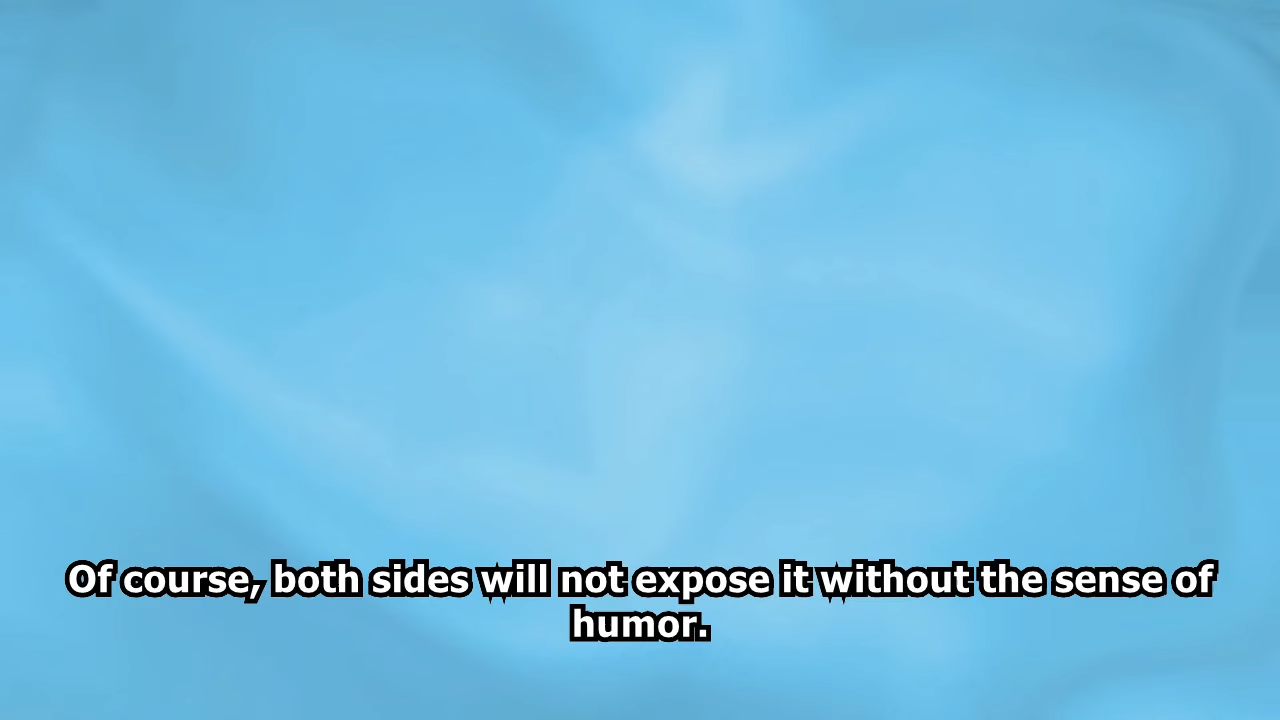 Of course, both sides will not expose it without the sense of
humor.